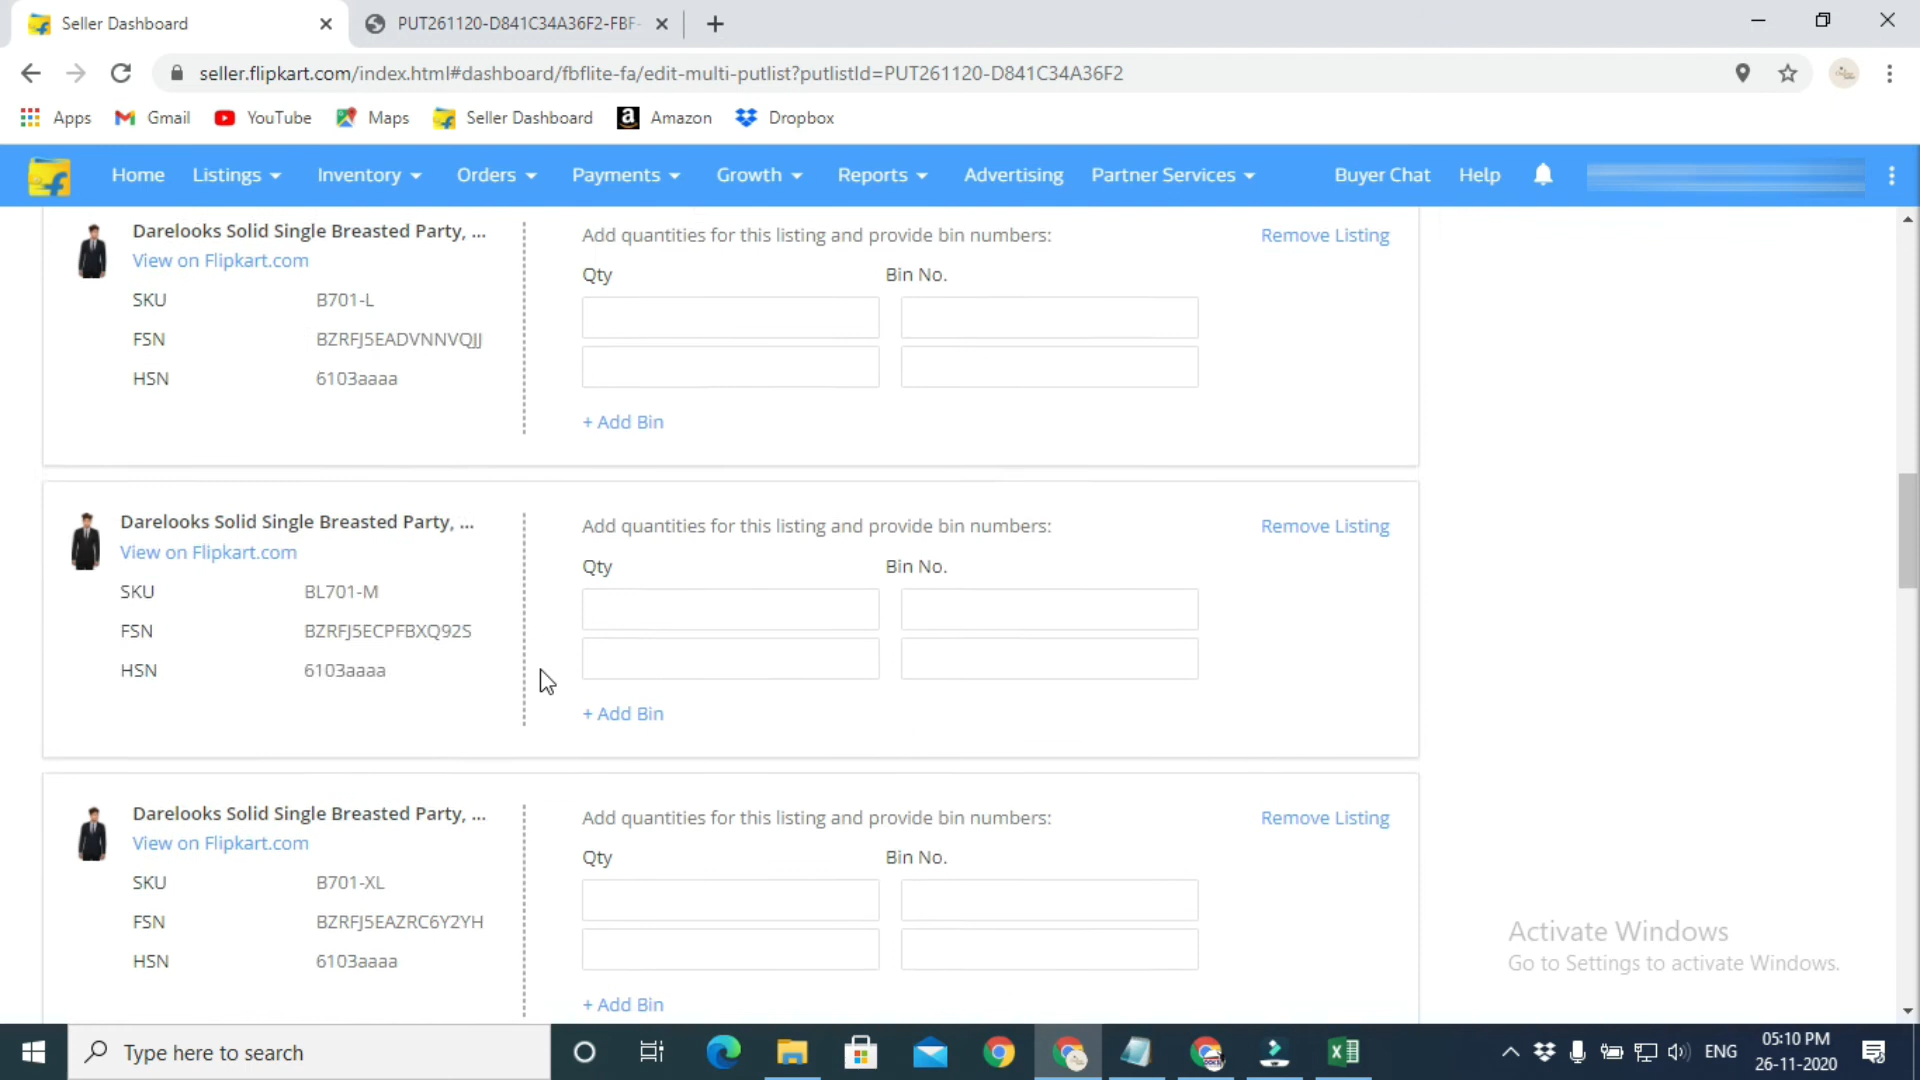 Seller Dashboard
PUT261120-D841C34A36F2-FBF-
seller.flipkart.com/index.html#dashboard/fbflite-fa/edit-multi-putlist?putlistId=PUT261120-D841C34A36F2
Apps Gmail YouTube Maps Seller Dashboard Amazon Dropbox
Home Listings Inventory Orders Payments Growth Reports Advertising Partner Services Buyer Chat Help
Darelooks Solid Single Breasted Party, ...
View on Flipkart.com
SKU B701-L
FSN BZRFJ5EADVNNVQJJ
HSN 6103aaaa
Add quantities for this listing and provide bin numbers:
Remove Listing
Qty Bin No.
+ Add Bin
Darelooks Solid Single Breasted Party, ...
View on Flipkart.com
SKU BL701-M
FSN BZRFJ5ECPFBXQ92S
HSN 6103aaaa
Add quantities for this listing and provide bin numbers:
Remove Listing
Qty Bin No.
+ Add Bin
Darelooks Solid Single Breasted Party, ...
View on Flipkart.com
SKU B701-XL
FSN BZRFJ5EAZRC6Y2YH
HSN 6103aaaa
Add quantities for this listing and provide bin numbers:
Remove Listing
Qty Bin No.
+ Add Bin
Activate Windows
Go to Settings to activate Windows.
Type here to search
ENG
05:10 PM
26-11-2020